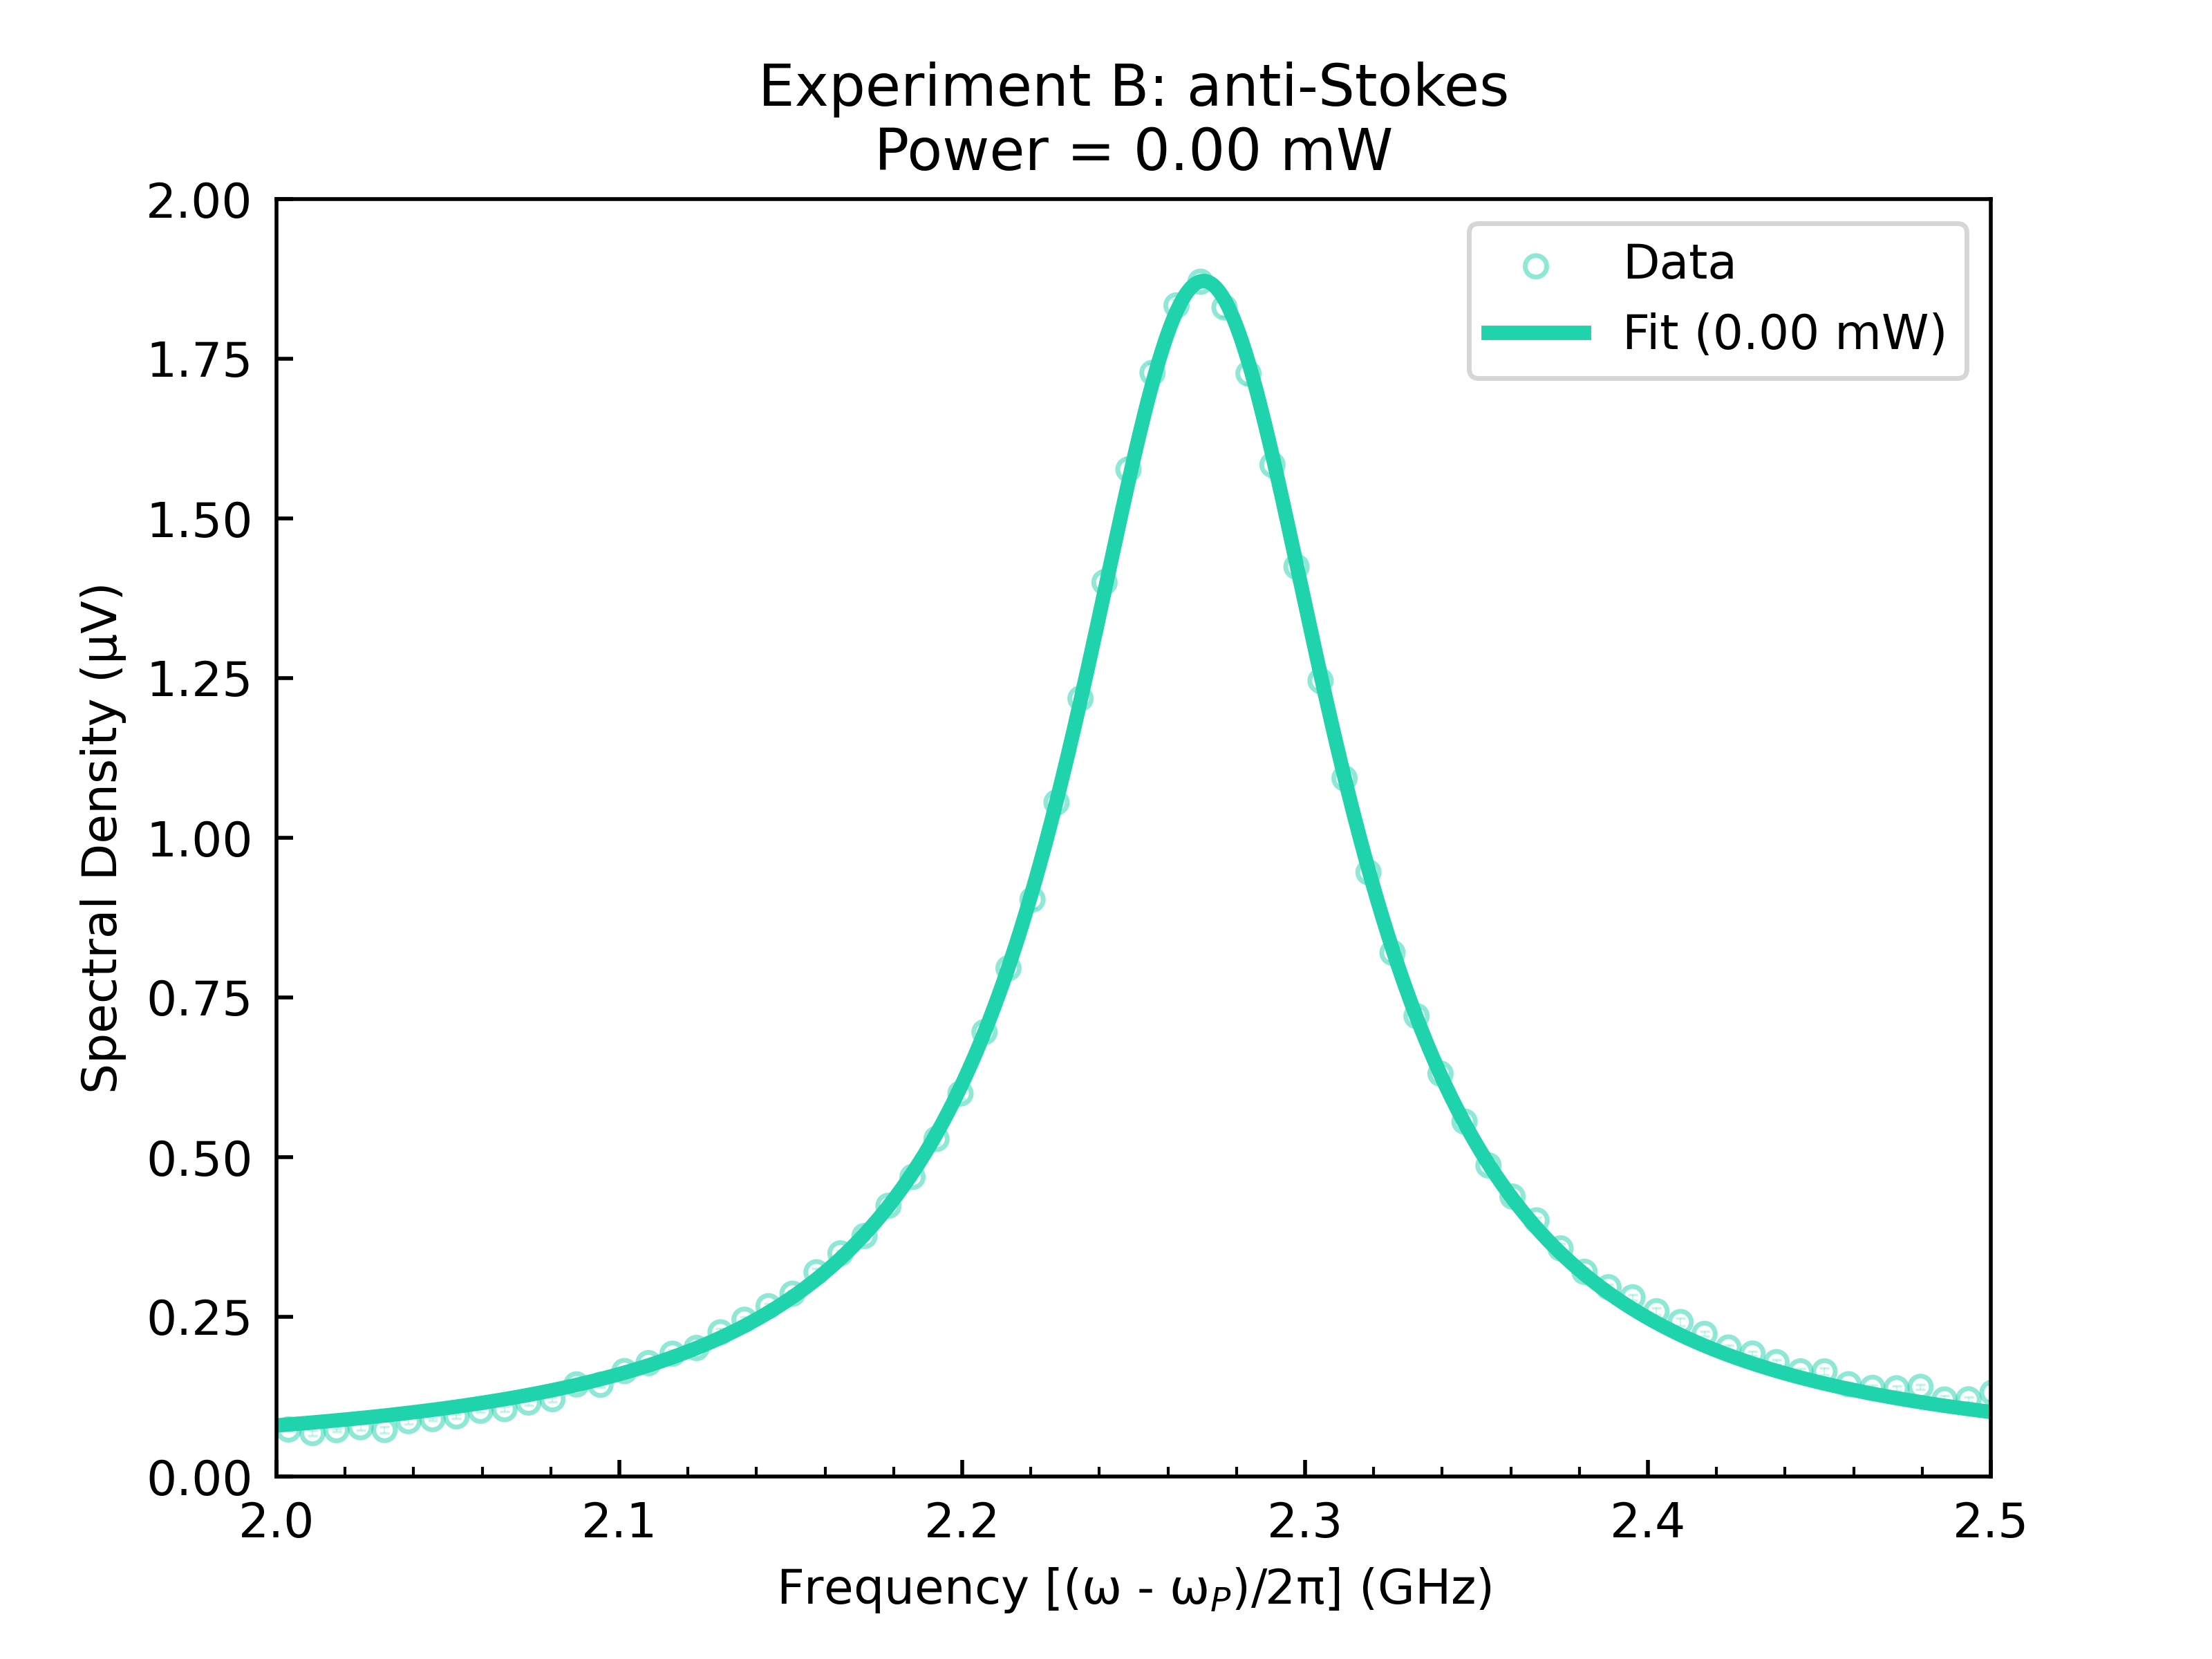 Experiment B: anti-Stokes
Power = 0.00 mW
Data
Fit (0.00 mW)
Spectral Density (μV)
2.00
1.75
1.50
1.25
1.00
0.75
0.50
0.25
0.00
2.0 2.1 2.2 2.3 2.4 2.5
Frequency [(ω - ω_P)/2π] (GHz)